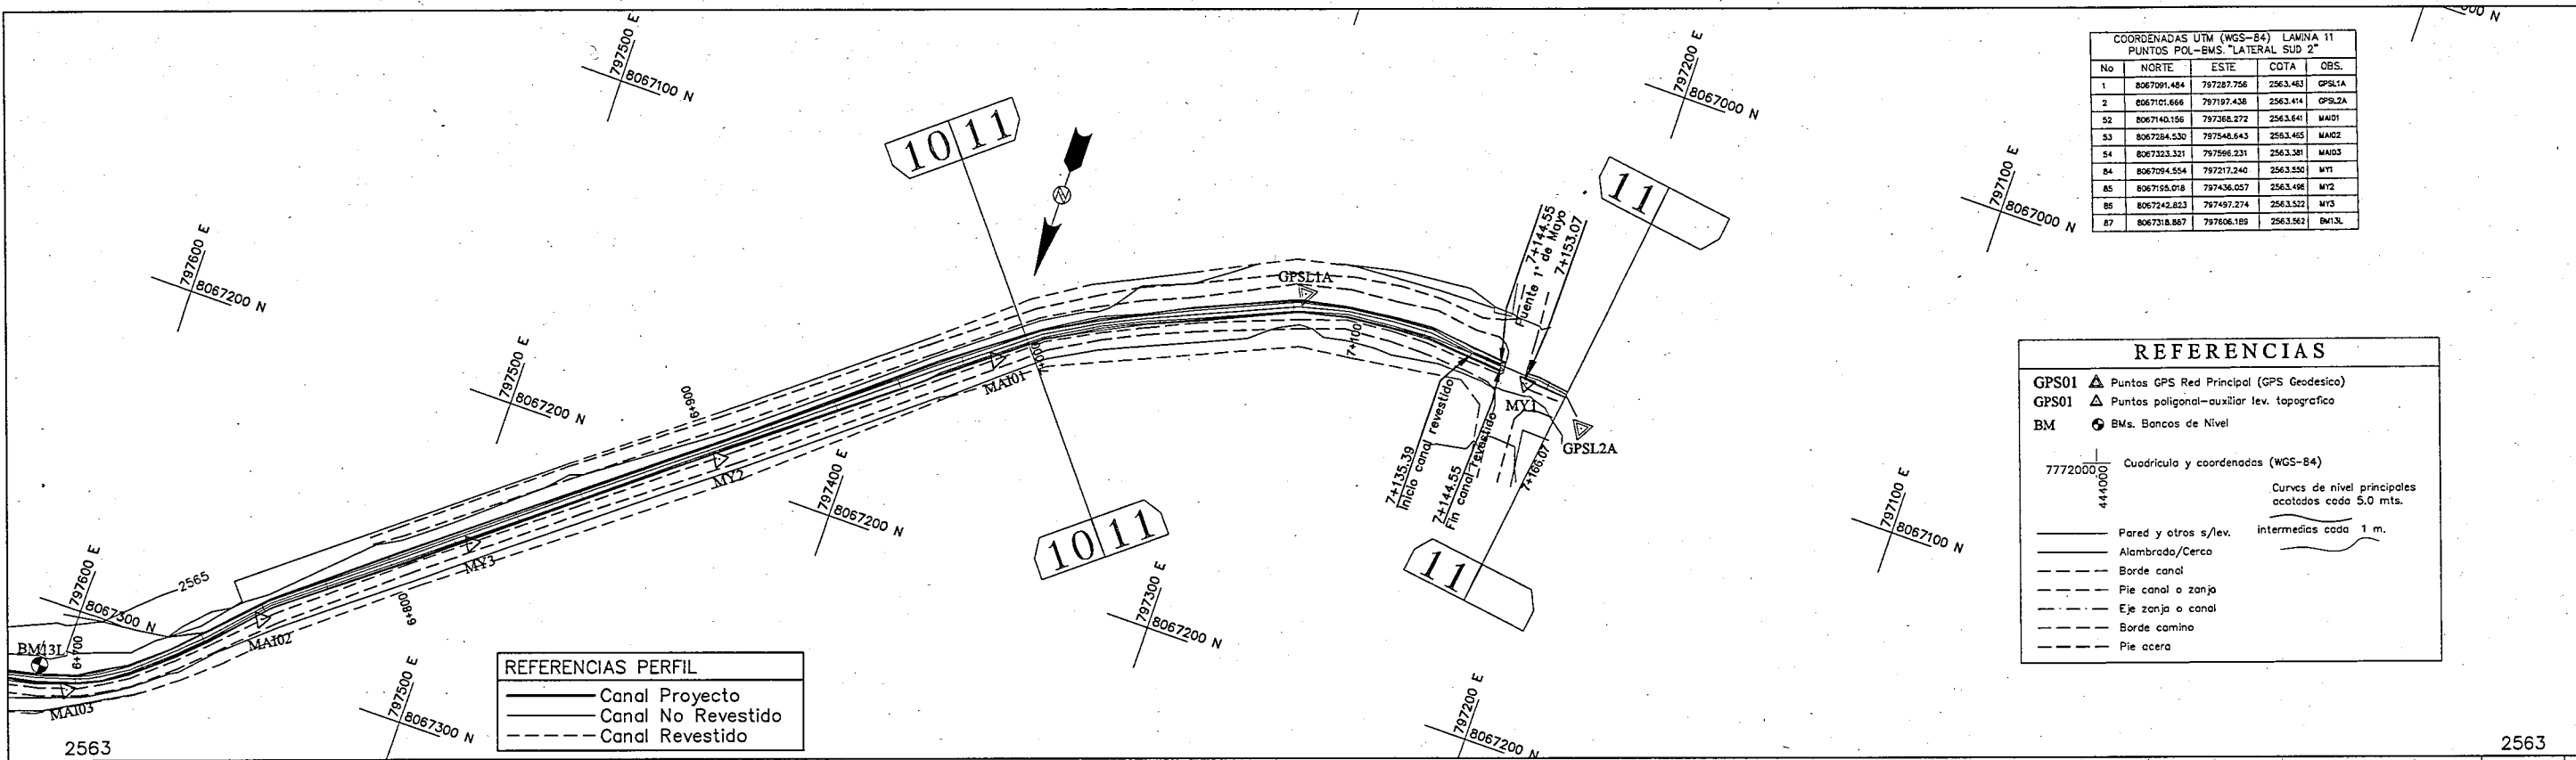 000 N
797500 E
8067100 N
797200 E
8067000 N
COORDENADAS UTM (WGS-84) LAMINA 11
PUNTOS POL-BMS. "LATERAL SUD 2"
No NORTE ESTE COTA OBS.
1 8067091.484 797287.756 2563.463 GPSL1A
2 8067101.666 797197.438 2563.414 GPSL2A
52 8067140.156 797368.272 2563.641 MAI01
53 8067284.530 797548.643 2563.465 MAI02
54 8067323.321 797596.231 2563.381 MAI03
84 8067094.554 797217.240 2563.550 MY1
85 8067195.018 797436.057 2563.496 MY2
86 8067242.823 797497.274 2563.522 MY3
87 8067318.887 797606.189 2563.562 BM13L
10 11
11
797600 E
8067200 N
797100 E
8067000 N
7+144.55
Puente 1° de Mayo
7+153.07
GPSL1A
797500 E
8067200 N
6+900
MAI01
7+000
7+100
MY1
GPSL2A
7+135.39
Inicio canal revestido
7+144.55
Fin canal revestido
7+166.07
MY2
797400 E
8067200 N
10 11
11
797100 E
8067100 N
MY3
6+800
2565
797600 E
8067300 N
BM13L
6+700
MAI02
MAI03
797300 E
8067200 N
797500 E
8067300 N
797200 E
8067200 N
REFERENCIAS
GPS01 Puntos GPS Red Principal (GPS Geodesico)
GPS01 Puntos poligonal-auxiliar lev. topografico
BM BMs. Bancos de Nivel
7772000
444000
Cuadricula y coordenadas (WGS-84)
Curvas de nivel principales
acotados cada 5.0 mts.
intermedias cada 1 m.
Pared y otros s/lev.
Alambrado/Cerco
Borde canal
Pie canal o zanja
Eje zanja o canal
Borde camino
Pie acera
REFERENCIAS PERFIL
Canal Proyecto
Canal No Revestido
Canal Revestido
2563
2563